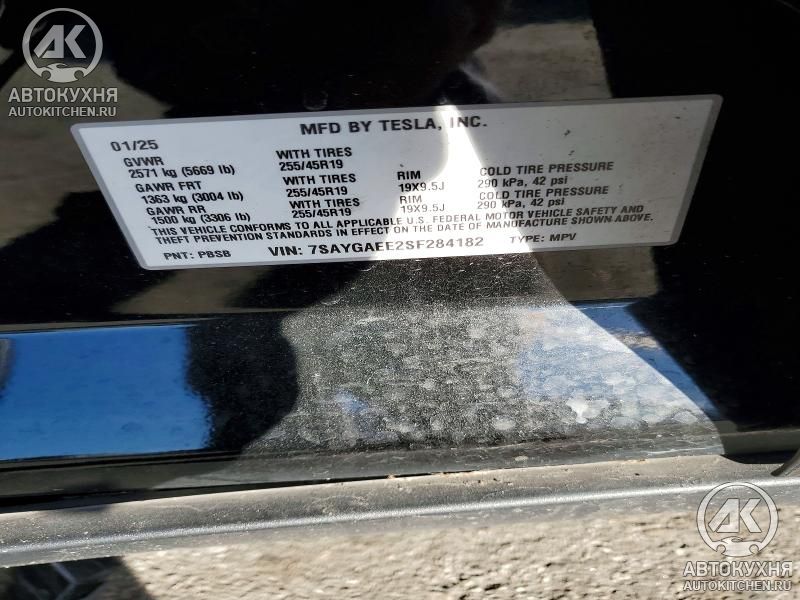 АК
АВТОКУХНЯ
AUTOKITCHEN.RU
MFD BY TESLA, INC.
01/25
GVWR WITH TIRES RIM COLD TIRE PRESSURE
2571 kg (5669 lb) 255/45R19 19X9.5J 290 kPa, 42 psi
GAWR FRT WITH TIRES RIM COLD TIRE PRESSURE
1363 kg (3004 lb) 255/45R19 19X9.5J 290 kPa, 42 psi
GAWR RR WITH TIRES
1500 kg (3306 lb) 255/45R19
THIS VEHICLE CONFORMS TO ALL APPLICABLE U.S. FEDERAL MOTOR VEHICLE SAFETY AND
THEFT PREVENTION STANDARDS IN EFFECT ON THE DATE OF MANUFACTURE SHOWN ABOVE.
PNT: PBSB VIN: 7SAYGAEE2SF284182 TYPE: MPV
АК
АВТОКУХНЯ
AUTOKITCHEN.RU